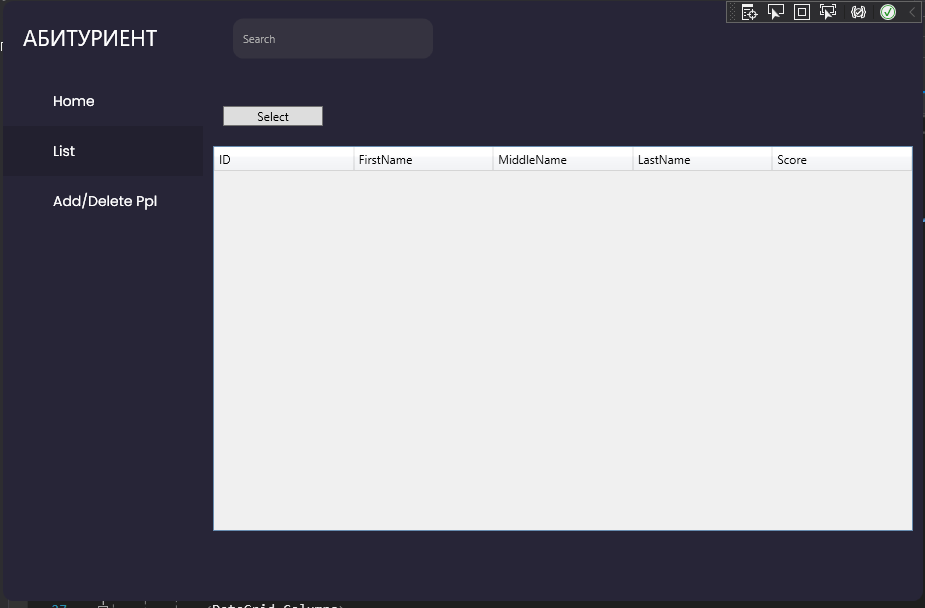 АБИТУРИЕНТ
Search
Home
Select
List
ID FirstName MiddleName LastName Score
Add/Delete Ppl